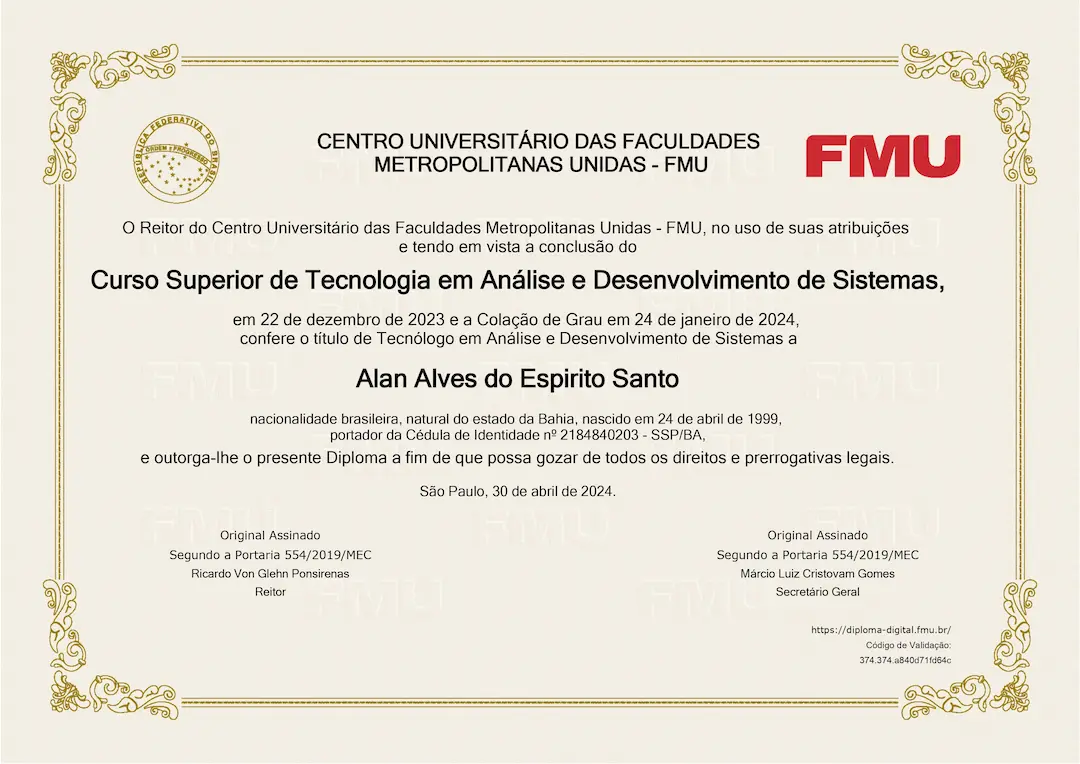 REPÚBLICA FEDERATIVA DO BRASIL
ORDEM E PROGRESSO
CENTRO UNIVERSITÁRIO DAS FACULDADES
METROPOLITANAS UNIDAS - FMU
FMU
O Reitor do Centro Universitário das Faculdades Metropolitanas Unidas - FMU, no uso de suas atribuições
e tendo em vista a conclusão do
Curso Superior de Tecnologia em Análise e Desenvolvimento de Sistemas,
em 22 de dezembro de 2023 e a Colação de Grau em 24 de janeiro de 2024,
confere o título de Tecnólogo em Análise e Desenvolvimento de Sistemas a
Alan Alves do Espirito Santo
nacionalidade brasileira, natural do estado da Bahia, nascido em 24 de abril de 1999,
portador da Cédula de Identidade nº 2184840203 - SSP/BA,
e outorga-lhe o presente Diploma a fim de que possa gozar de todos os direitos e prerrogativas legais.
São Paulo, 30 de abril de 2024.
Original Assinado
Segundo a Portaria 554/2019/MEC
Ricardo Von Glehn Ponsirenas
Reitor
Original Assinado
Segundo a Portaria 554/2019/MEC
Márcio Luiz Cristovam Gomes
Secretário Geral
https://diploma-digital.fmu.br/
Código de Validação:
374.374.a840d71fd64c